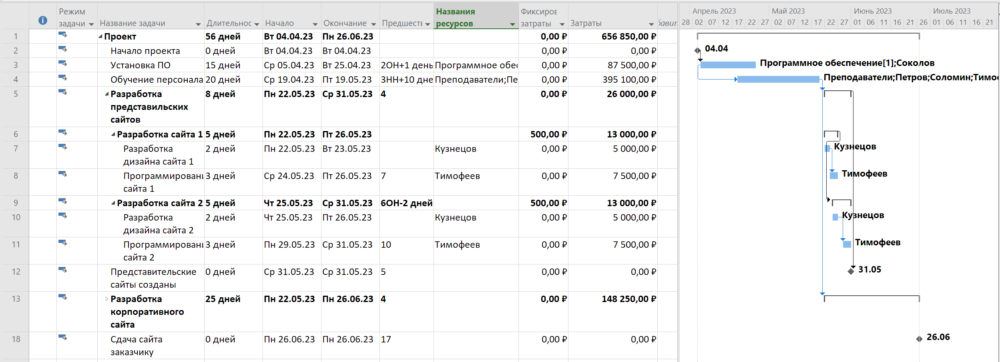 Режим задачи Название задачи Длительнос Начало Окончание Предшест Названия ресурсов Фиксиров затраты Затраты
Апрель 2023 Май 2023 Июнь 2023 Июль 2023
28 02 07 12 17 22 27 02 07 12 17 22 27 01 06 11 16 21 26 01 06 11 16 21
1 Проект 56 дней Вт 04.04.23 Пн 26.06.23 0,00 ₽ 656 850,00 ₽
2 Начало проекта 0 дней Вт 04.04.23 Вт 04.04.23 0,00 ₽ 0,00 ₽ 04.04
3 Установка ПО 15 дней Ср 05.04.23 Вт 25.04.23 2ОН+1 день Программное обес 0,00 ₽ 87 500,00 ₽ Программное обеспечение[1];Соколов
4 Обучение персонала 20 дней Ср 19.04.23 Пт 19.05.23 3НН+10 дне Преподаватели;Пе 0,00 ₽ 395 100,00 ₽ Преподаватели;Петров;Соломин;Тимо
5 Разработка 8 дней Пн 22.05.23 Ср 31.05.23 4 0,00 ₽ 26 000,00 ₽
представильских
сайтов
6 Разработка сайта 1 5 дней Пн 22.05.23 Пт 26.05.23 500,00 ₽ 13 000,00 ₽
7 Разработка 2 дней Пн 22.05.23 Вт 23.05.23 Кузнецов 0,00 ₽ 5 000,00 ₽ Кузнецов
дизайна сайта 1
8 Программировани 3 дней Ср 24.05.23 Пт 26.05.23 7 Тимофеев 0,00 ₽ 7 500,00 ₽ Тимофеев
сайта 1
9 Разработка сайта 2 5 дней Чт 25.05.23 Ср 31.05.23 6ОН-2 дней 500,00 ₽ 13 000,00 ₽
10 Разработка 2 дней Чт 25.05.23 Пт 26.05.23 Кузнецов 0,00 ₽ 5 000,00 ₽ Кузнецов
дизайна сайта 2
11 Программировани 3 дней Пн 29.05.23 Ср 31.05.23 10 Тимофеев 0,00 ₽ 7 500,00 ₽ Тимофеев
сайта 2
12 Представительские 0 дней Ср 31.05.23 Ср 31.05.23 5 0,00 ₽ 0,00 ₽ 31.05
сайты созданы
13 Разработка 25 дней Пн 22.05.23 Пн 26.06.23 4 0,00 ₽ 148 250,00 ₽
корпоративного
сайта
18 Сдача сайта 0 дней Пн 26.06.23 Пн 26.06.23 17 0,00 ₽ 0,00 ₽ 26.06
заказчику